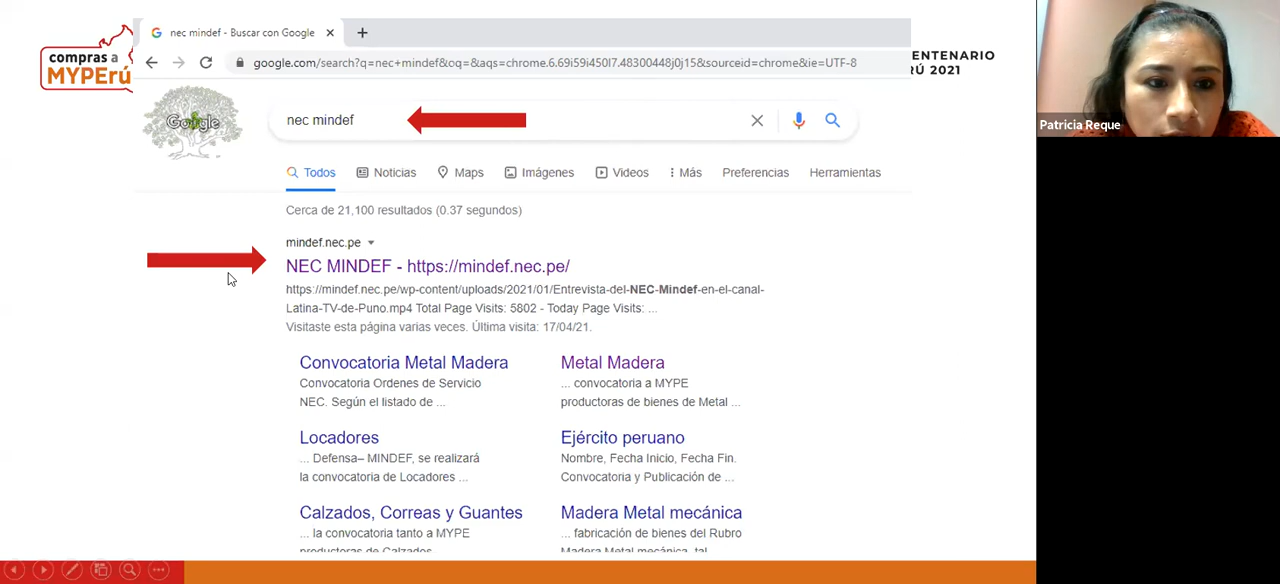 compras a
MYPErú
nec mindef - Buscar con Google
google.com/search?q=nec+mindef&oq=&aqs=chrome.6.69i59i450l7.48300448j0j15&sourceid=chrome&ie=UTF-8
ENTENARIO
RÚ 2021
Google
nec mindef
Todos Noticias Maps Imágenes Videos Más Preferencias Herramientas
Cerca de 21,100 resultados (0.37 segundos)
mindef.nec.pe
NEC MINDEF - https://mindef.nec.pe/
https://mindef.nec.pe/wp-content/uploads/2021/01/Entrevista-del-NEC-Mindef-en-el-canal-
Latina-TV-de-Puno.mp4 Total Page Visits: 5802 - Today Page Visits: ...
Visitaste esta página varias veces. Última visita: 17/04/21.
Convocatoria Metal Madera
Convocatoria Ordenes de Servicio
NEC. Según el listado de ...
Metal Madera
... convocatoria a MYPE
productoras de bienes de Metal ...
Locadores
... Defensa– MINDEF, se realizará
la convocatoria de Locadores ...
Ejército peruano
Nombre, Fecha Inicio, Fecha Fin.
Convocatoria y Publicación de ...
Calzados, Correas y Guantes
... la convocatoria tanto a MYPE
productoras de Calzados
Madera Metal mecánica
... fabricación de bienes del Rubro
Madera Metal mecánica, tal
Patricia Reque